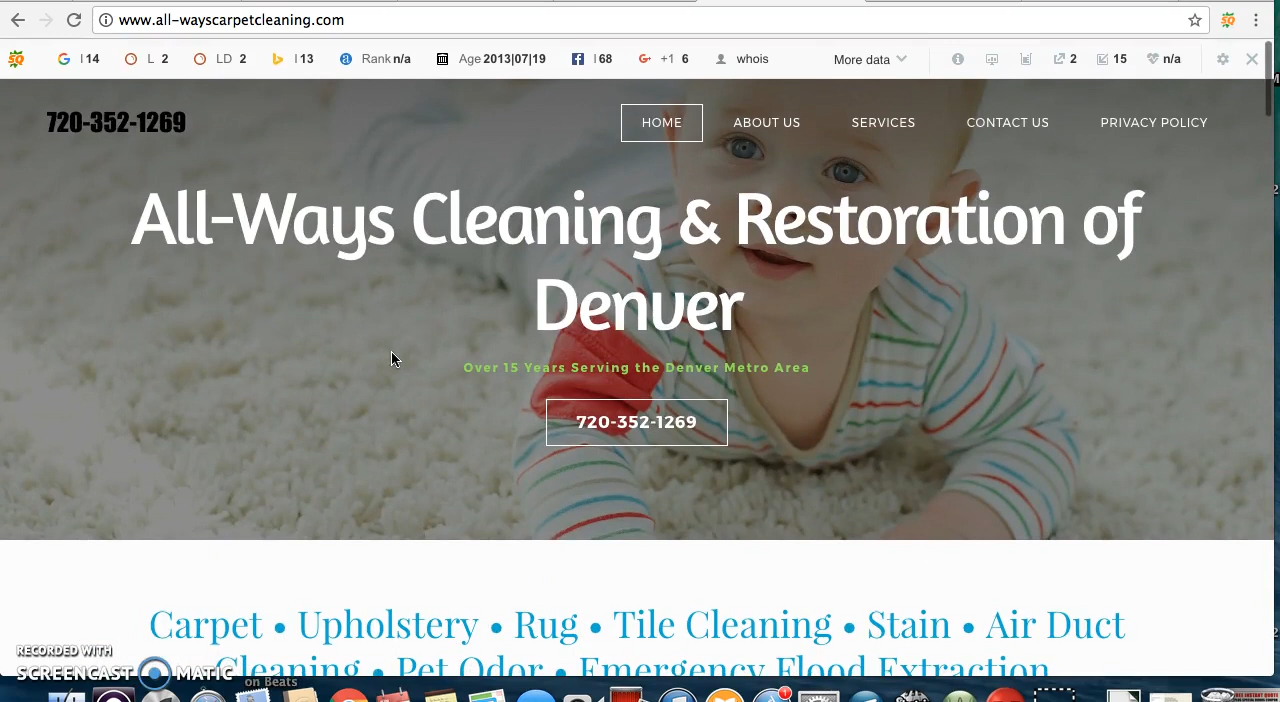 www.all-wayscarpetcleaning.com
SQ I 14 L 2 LD 2 I 13 Rank n/a Age 2013|07|19 I 68 +1 6 whois More data 2 15 n/a
720-352-1269 HOME ABOUT US SERVICES CONTACT US PRIVACY POLICY
All-Ways Cleaning & Restoration of
Denver
Over 15 Years Serving the Denver Metro Area
720-352-1269
Carpet • Upholstery • Rug • Tile Cleaning • Stain • Air Duct
Cleaning • Pet Odor • Emergency Flood Extraction
RECORDED WITH
SCREENCAST MATIC
on Beats